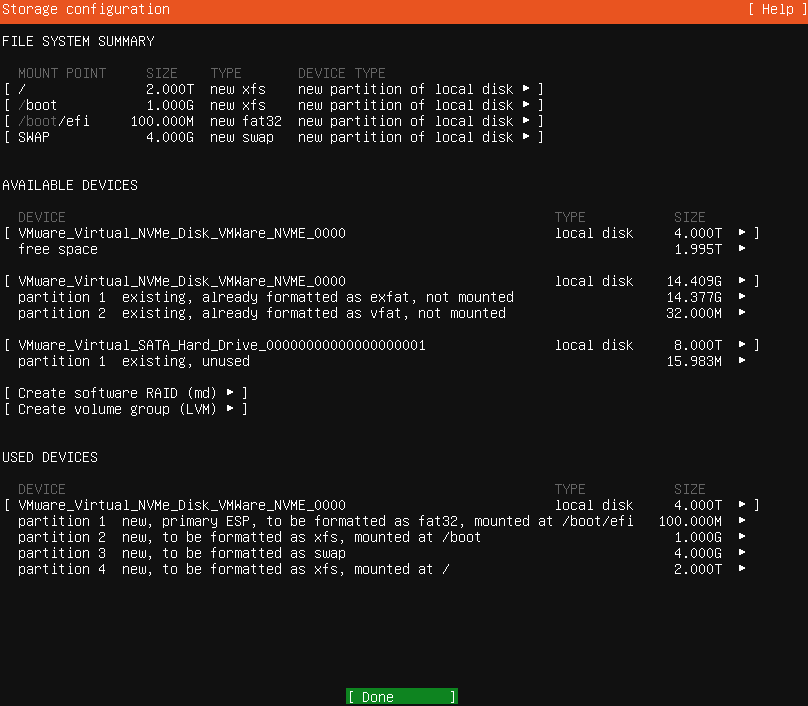 Storage configuration [ Help ]
FILE SYSTEM SUMMARY
MOUNT POINT SIZE TYPE DEVICE TYPE
[ / 2.000T new xfs new partition of local disk ▸ ]
[ /boot 1.000G new xfs new partition of local disk ▸ ]
[ /boot/efi 100.000M new fat32 new partition of local disk ▸ ]
[ SWAP 4.000G new swap new partition of local disk ▸ ]
AVAILABLE DEVICES
DEVICE TYPE SIZE
[ VMware_Virtual_NVMe_Disk_VMWare_NVME_0000 local disk 4.000T ▸ ]
free space 1.995T ▸
[ VMware_Virtual_NVMe_Disk_VMWare_NVME_0000 local disk 14.409G ▸ ]
partition 1 existing, already formatted as exfat, not mounted 14.377G ▸
partition 2 existing, already formatted as vfat, not mounted 32.000M ▸
[ VMware_Virtual_SATA_Hard_Drive_00000000000000000001 local disk 8.000T ▸ ]
partition 1 existing, unused 15.983M ▸
[ Create software RAID (md) ▸ ]
[ Create volume group (LVM) ▸ ]
USED DEVICES
DEVICE TYPE SIZE
[ VMware_Virtual_NVMe_Disk_VMWare_NVME_0000 local disk 4.000T ▸ ]
partition 1 new, primary ESP, to be formatted as fat32, mounted at /boot/efi 100.000M ▸
partition 2 new, to be formatted as xfs, mounted at /boot 1.000G ▸
partition 3 new, to be formatted as swap 4.000G ▸
partition 4 new, to be formatted as xfs, mounted at / 2.000T ▸
[ Done ]